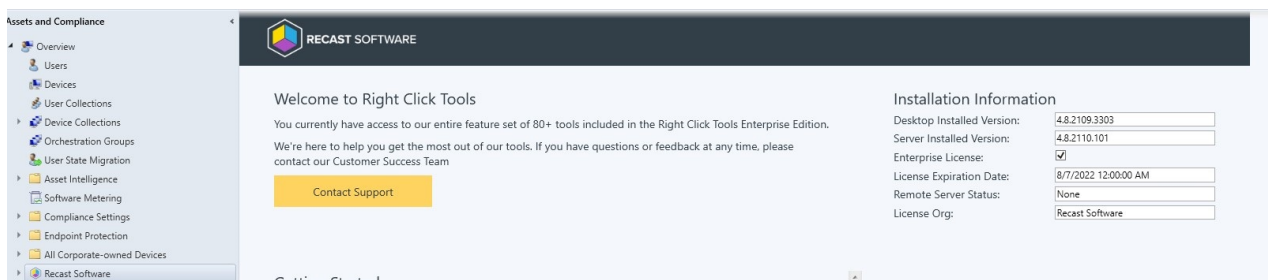 Assets and Compliance
Overview
Users
Devices
User Collections
Device Collections
Orchestration Groups
User State Migration
Asset Intelligence
Software Metering
Compliance Settings
Endpoint Protection
All Corporate-owned Devices
Recast Software
RECAST SOFTWARE
Welcome to Right Click Tools
You currently have access to our entire feature set of 80+ tools included in the Right Click Tools Enterprise Edition.
We're here to help you get the most out of our tools. If you have questions or feedback at any time, please
contact our Customer Success Team
Contact Support
Getting Started
Installation Information
Desktop Installed Version: 4.8.2109.3303
Server Installed Version: 4.8.2110.101
Enterprise License:
License Expiration Date: 8/7/2022 12:00:00 AM
Remote Server Status: None
License Org: Recast Software